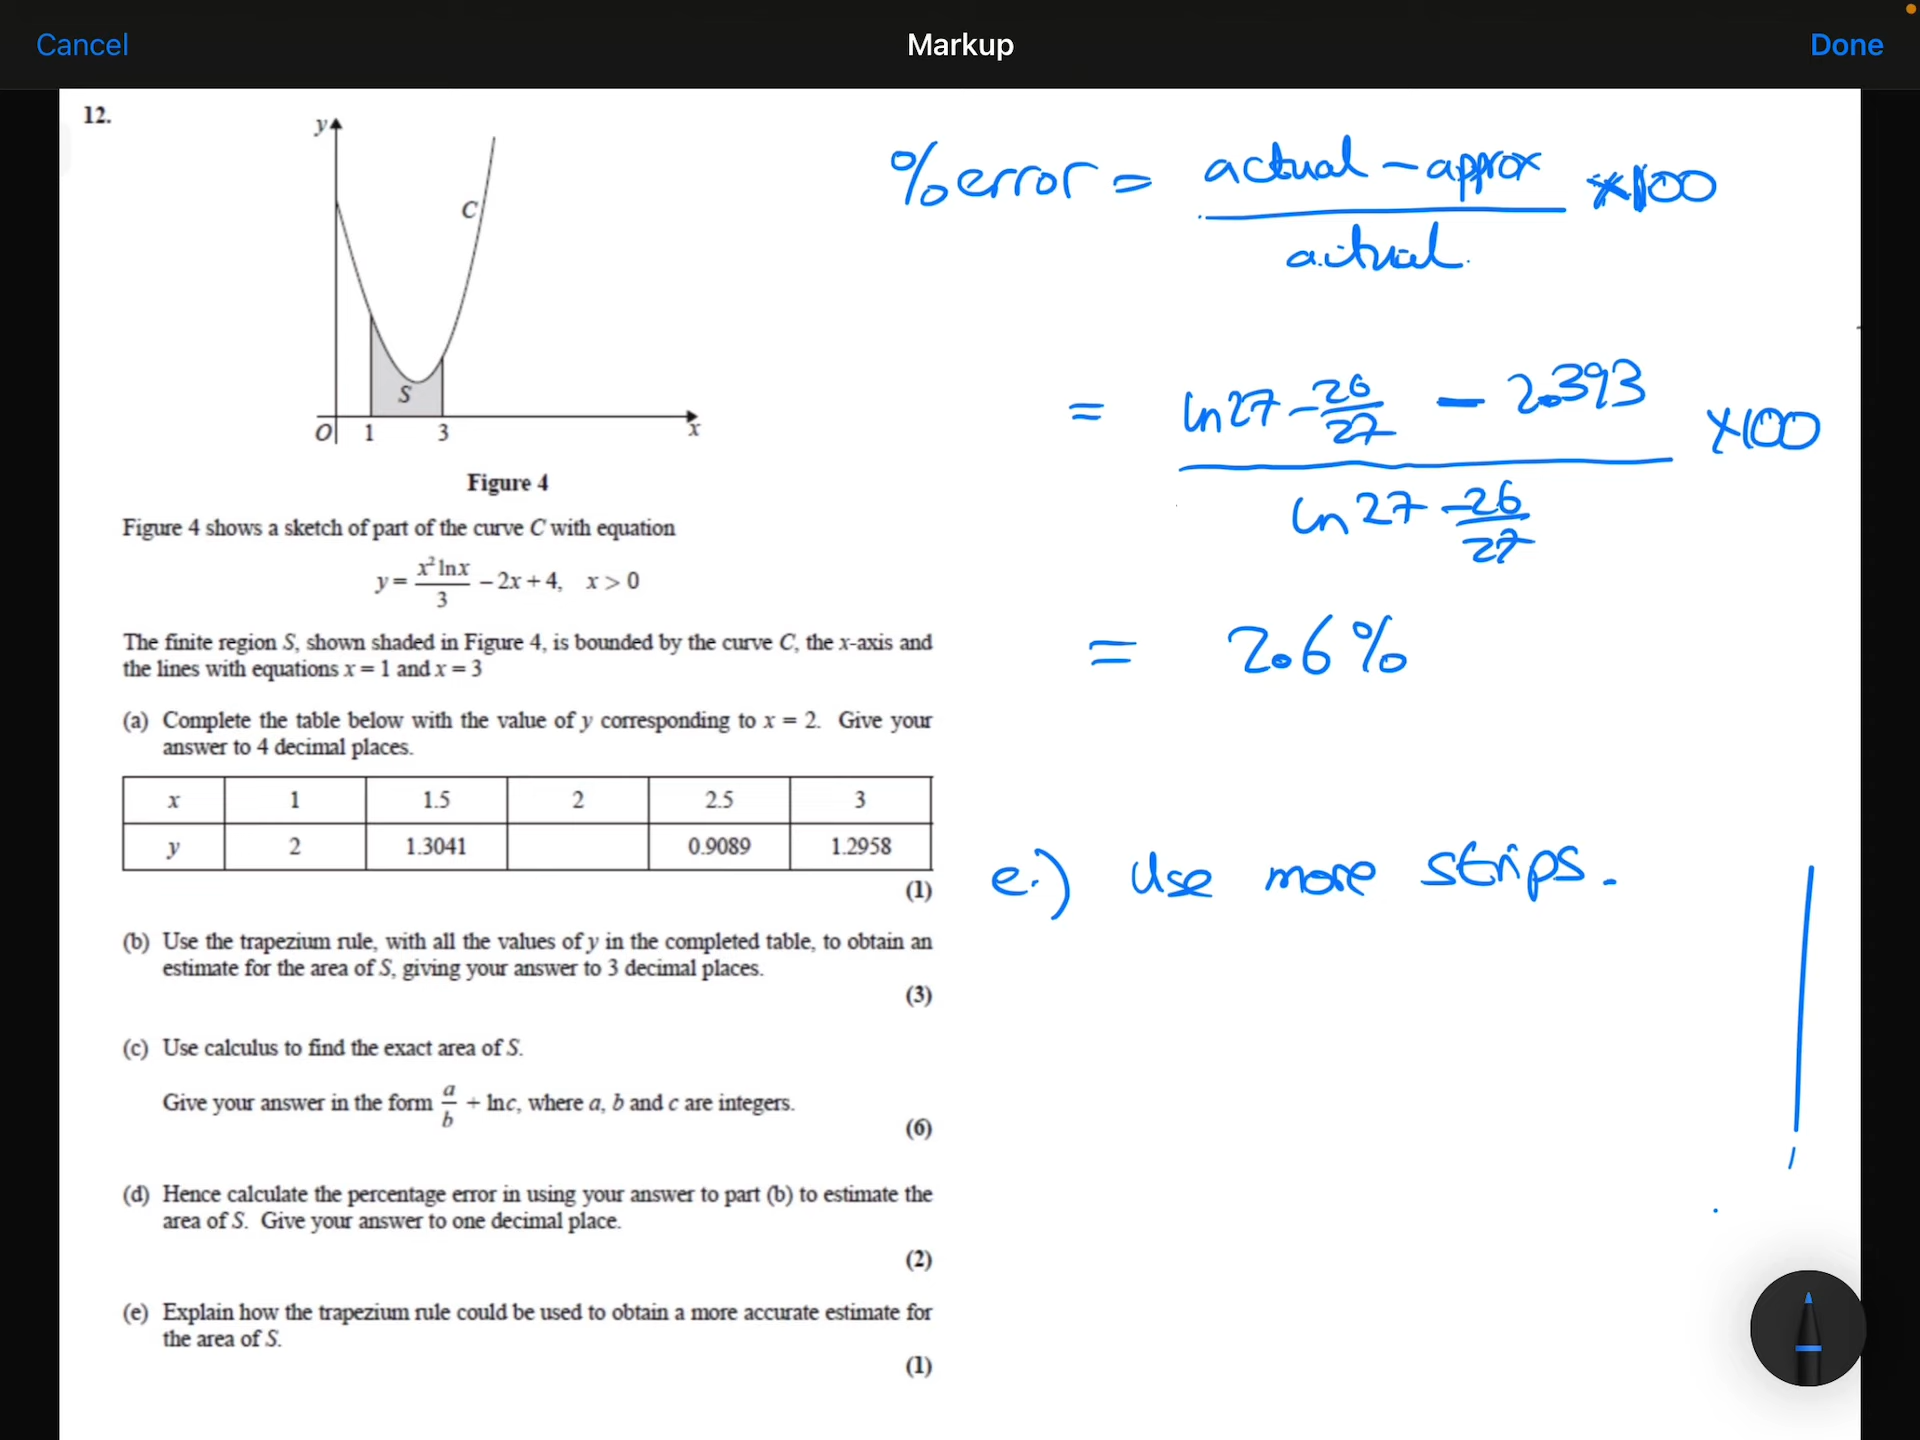 Cancel
Markup
Done
12.
y
C
S
O 1 3 x
Figure 4
Figure 4 shows a sketch of part of the curve C with equation
y = x² ln x / 3 − 2x + 4, x > 0
The finite region S, shown shaded in Figure 4, is bounded by the curve C, the x-axis and
the lines with equations x = 1 and x = 3
(a) Complete the table below with the value of y corresponding to x = 2. Give your
answer to 4 decimal places.
x 1 1.5 2 2.5 3
y 2 1.3041 0.9089 1.2958
(1)
(b) Use the trapezium rule, with all the values of y in the completed table, to obtain an
estimate for the area of S, giving your answer to 3 decimal places.
(3)
(c) Use calculus to find the exact area of S.
Give your answer in the form a/b + ln c, where a, b and c are integers.
(6)
(d) Hence calculate the percentage error in using your answer to part (b) to estimate the
area of S. Give your answer to one decimal place.
(2)
(e) Explain how the trapezium rule could be used to obtain a more accurate estimate for
the area of S.
(1)
% error = actual − approx / actual ×100
= ln 27 − 26/27 − 2.393 / ln 27 − 26/27 ×100
= 2.6%
e.) Use more strips.